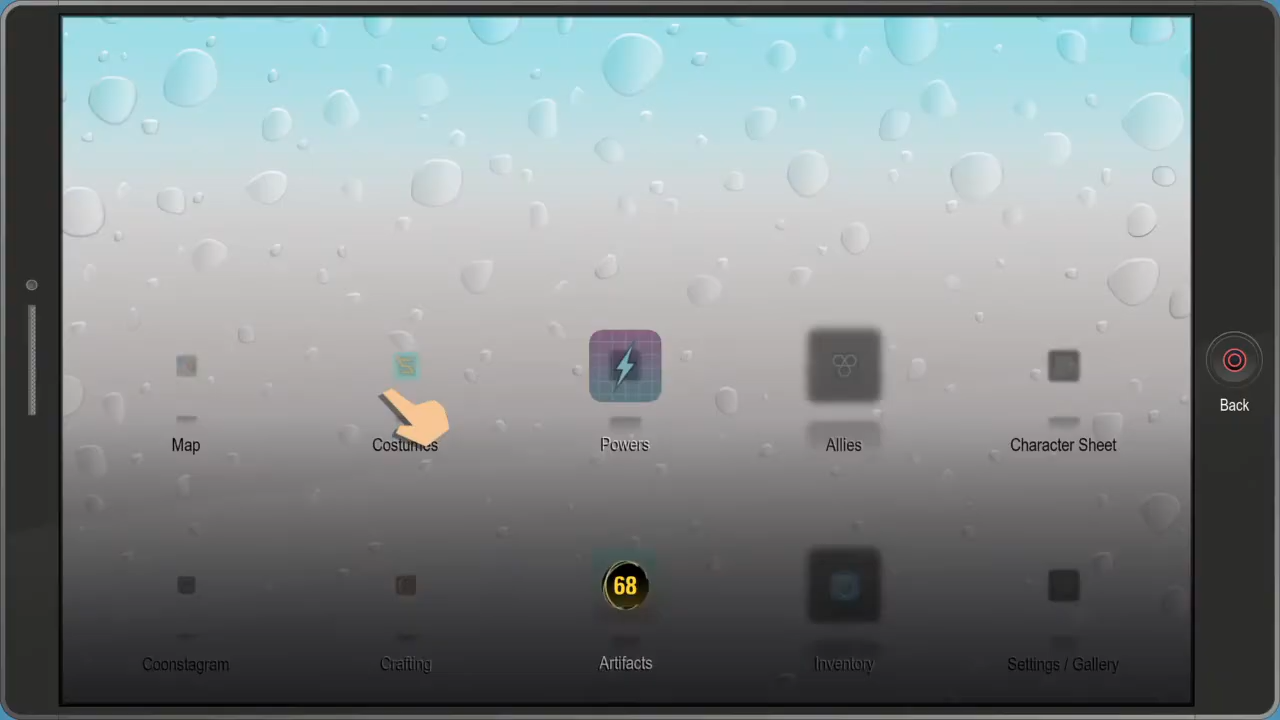 Map
Costumes
Powers
Allies
Character Sheet
Back
68
Coonstagram
Crafting
Artifacts
Inventory
Settings / Gallery